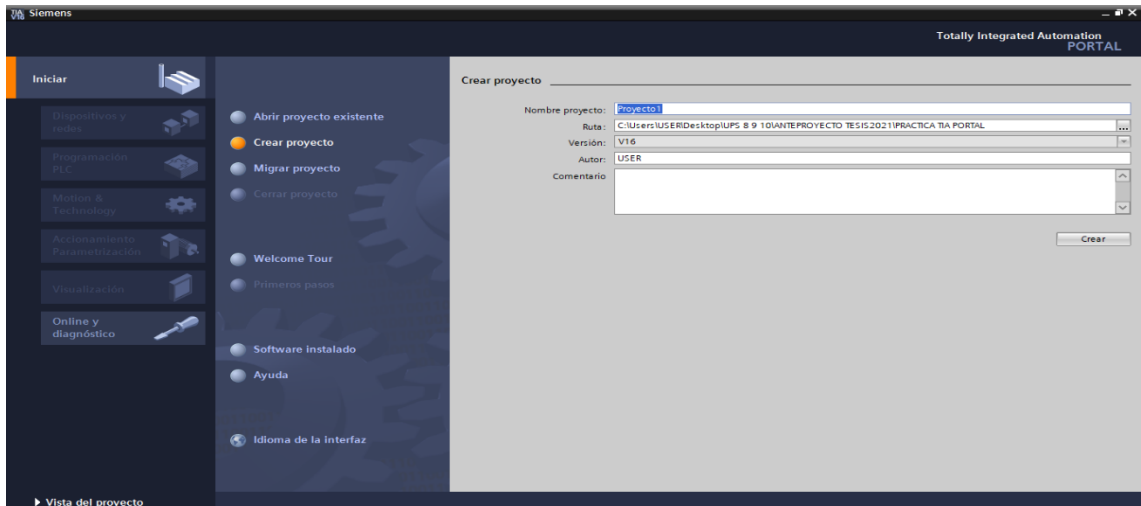 TIA V16 Siemens
Totally Integrated Automation
PORTAL
Iniciar
Dispositivos y
redes
Programación
PLC
Motion &
Technology
Accionamiento
Parametrización
Visualización
Online y
diagnóstico
Vista del proyecto
Abrir proyecto existente
Crear proyecto
Migrar proyecto
Cerrar proyecto
Welcome Tour
Primeros pasos
Software instalado
Ayuda
Idioma de la interfaz
Crear proyecto
Nombre proyecto: Proyecto1
Ruta: C:\Users\USER\Desktop\UPS 8 9 10\ANTEPROYECTO TESIS2021\PRACTICA TIA PORTAL ...
Versión: V16
Autor: USER
Comentario
Crear